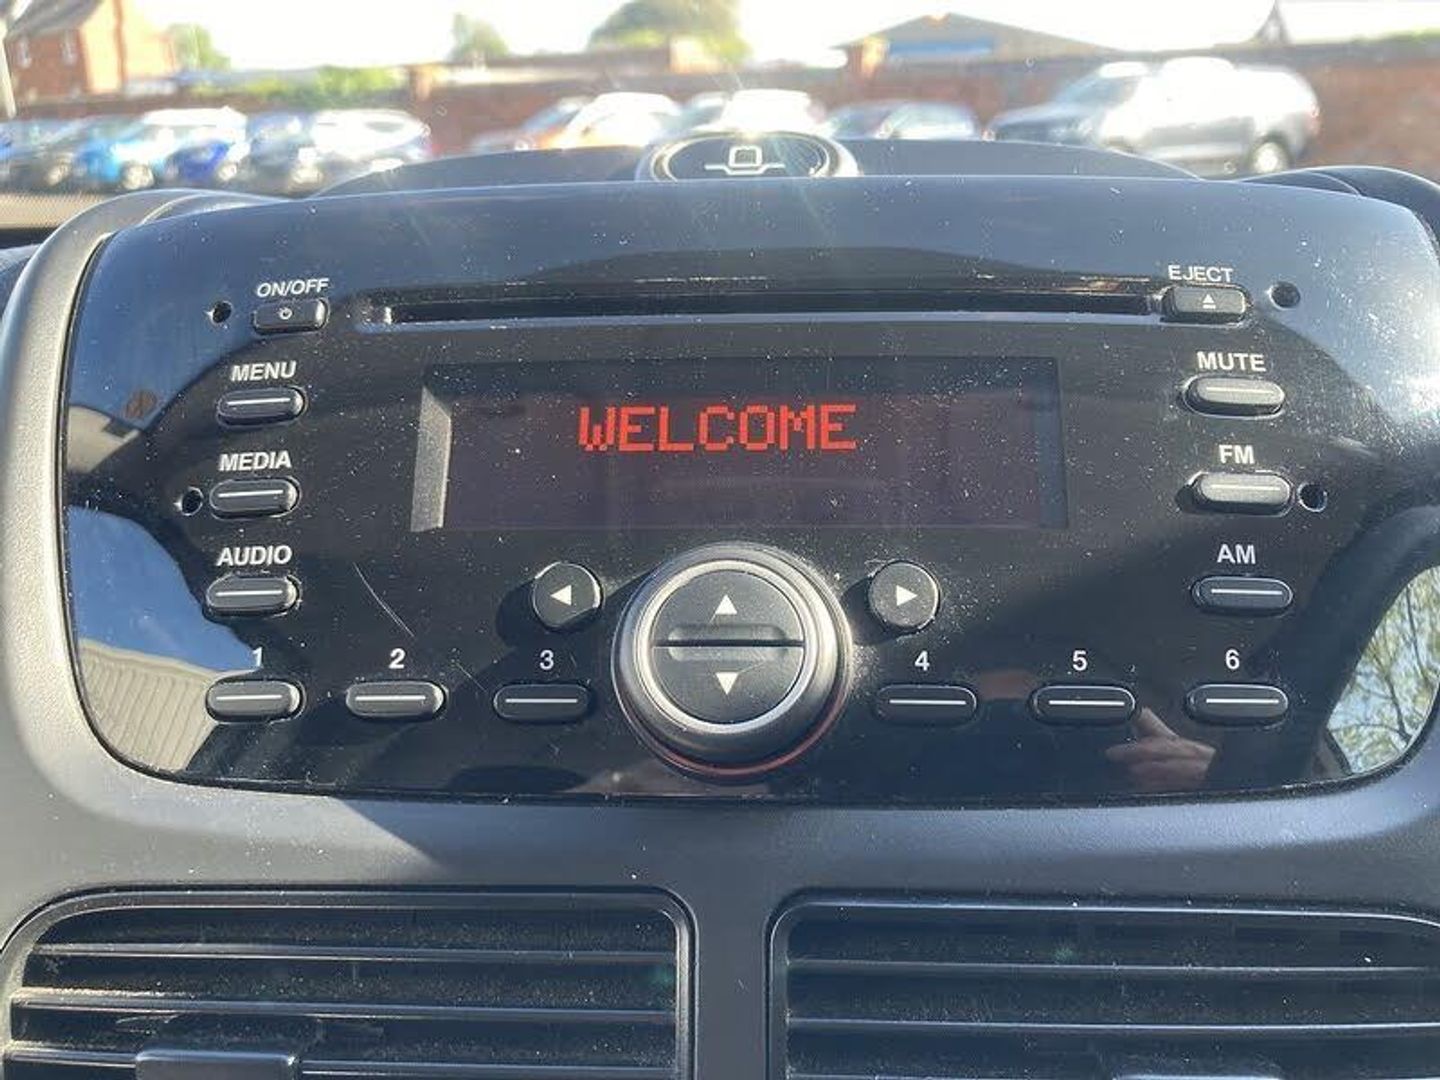 ON/OFF
EJECT
MENU
MUTE
WELCOME
MEDIA
FM
AUDIO
AM
1
2
3
4
5
6